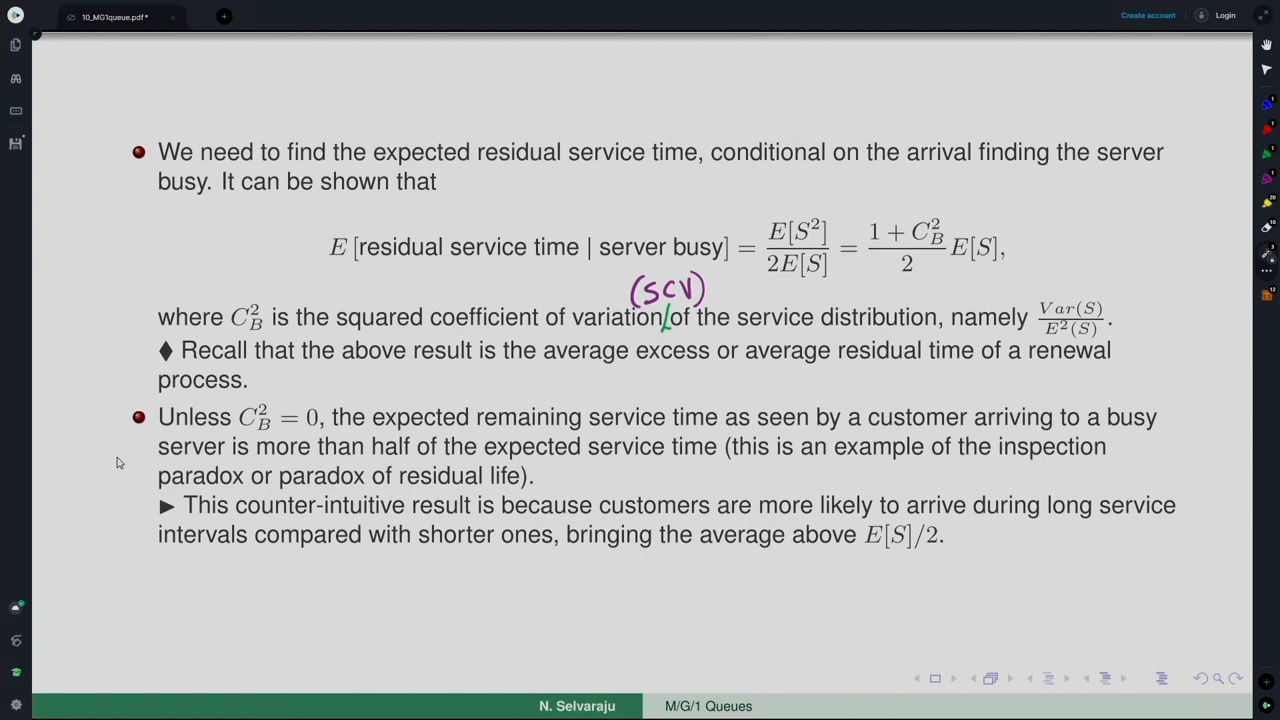 10_MG1queue.pdf*
Create account
Login
We need to find the expected residual service time, conditional on the arrival finding the server
busy. It can be shown that
E [residual service time | server busy] = E[S²] / 2E[S] = (1 + C_B²) / 2 E[S],
(SCV)
where C_B² is the squared coefficient of variation of the service distribution, namely Var(S) / E²(S).
♦ Recall that the above result is the average excess or average residual time of a renewal
process.
Unless C_B² = 0, the expected remaining service time as seen by a customer arriving to a busy
server is more than half of the expected service time (this is an example of the inspection
paradox or paradox of residual life).
► This counter-intuitive result is because customers are more likely to arrive during long service
intervals compared with shorter ones, bringing the average above E[S]/2.
N. Selvaraju
M/G/1 Queues